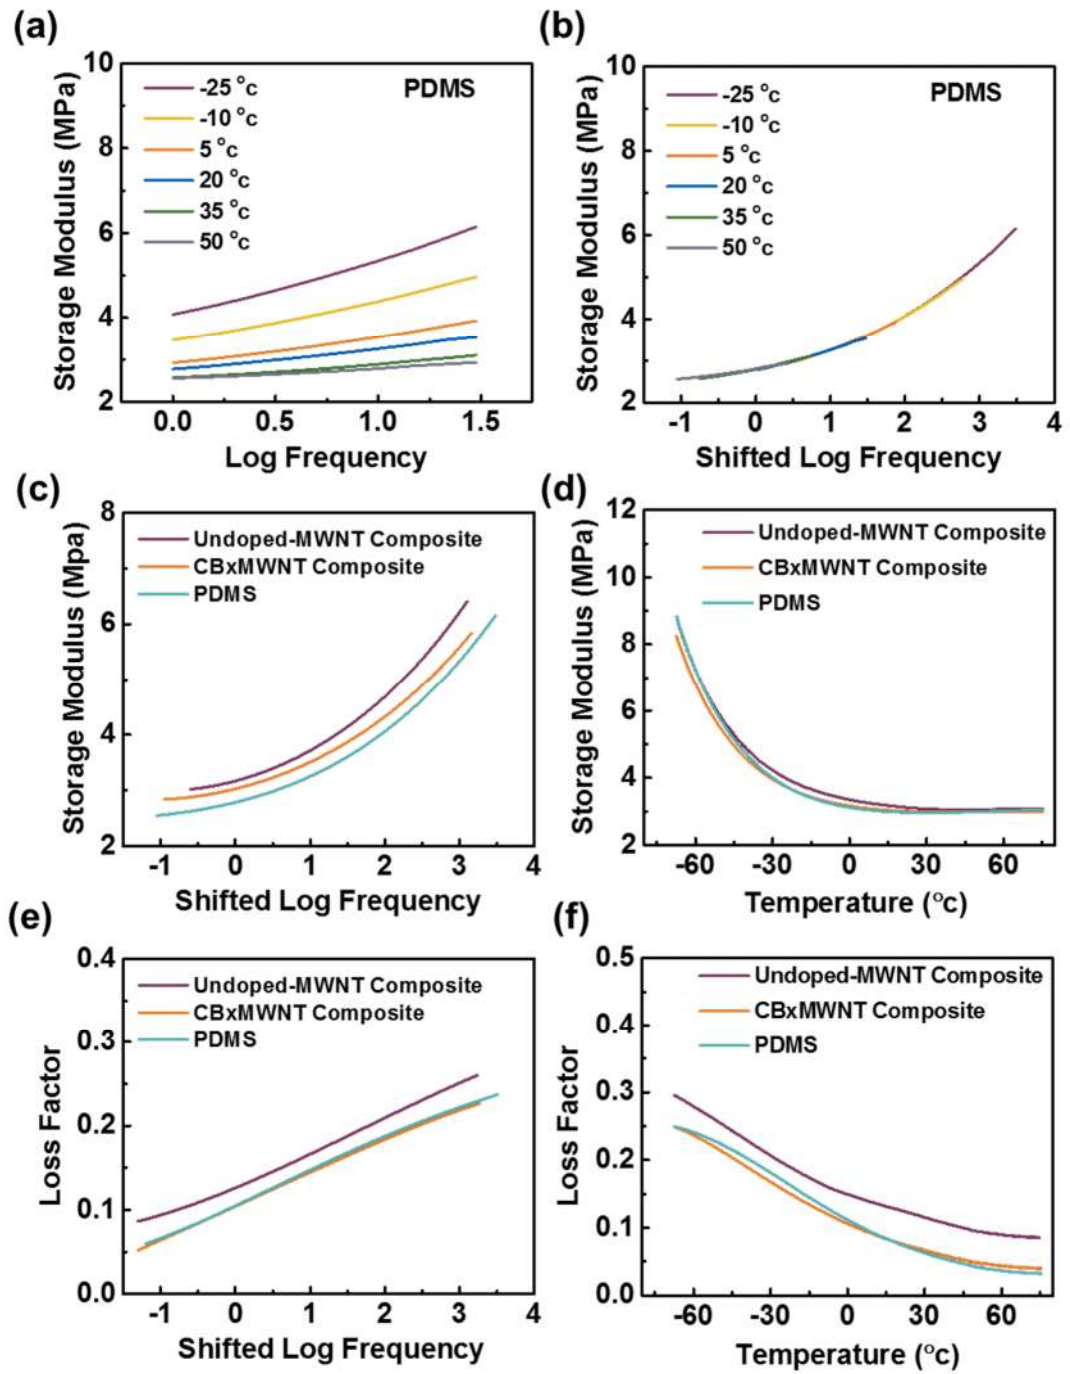 (a)
10
8
6
4
2
Storage Modulus (MPa)
-25 °c
-10 °c
5 °c
20 °c
35 °c
50 °c
PDMS
0.0 0.5 1.0 1.5
Log Frequency
(b)
10
8
6
4
2
Storage Modulus (MPa)
-25 °c
-10 °c
5 °c
20 °c
35 °c
50 °c
PDMS
-1 0 1 2 3 4
Shifted Log Frequency
(c)
8
6
4
2
Storage Modulus (Mpa)
Undoped-MWNT Composite
CBxMWNT Composite
PDMS
-1 0 1 2 3 4
Shifted Log Frequency
(d)
12
10
8
6
4
2
Storage Modulus (MPa)
Undoped-MWNT Composite
CBxMWNT Composite
PDMS
-60 -30 0 30 60
Temperature (°c)
(e)
0.4
0.3
0.2
0.1
0.0
Loss Factor
Undoped-MWNT Composite
CBxMWNT Composite
PDMS
-1 0 1 2 3 4
Shifted Log Frequency
(f)
0.5
0.4
0.3
0.2
0.1
0.0
Loss Factor
Undoped-MWNT Composite
CBxMWNT Composite
PDMS
-60 -30 0 30 60
Temperature (°c)